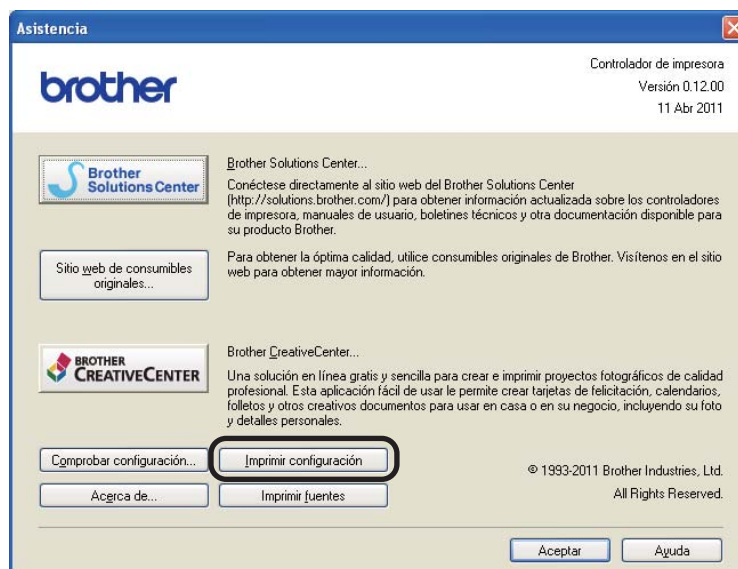 Asistencia
brother
Controlador de impresora
Versión 0.12.00
11 Abr 2011
Brother
Solutions Center
Brother Solutions Center...
Conéctese directamente al sitio web del Brother Solutions Center
(http://solutions.brother.com/) para obtener información actualizada sobre los controladores
de impresora, manuales de usuario, boletines técnicos y otra documentación disponible para
su producto Brother.
Sitio web de consumibles
originales...
Para obtener la óptima calidad, utilice consumibles originales de Brother. Visítenos en el sitio
web para obtener mayor información.
BROTHER
CREATIVECENTER
Brother CreativeCenter...
Una solución en línea gratis y sencilla para crear e imprimir proyectos fotográficos de calidad
profesional. Esta aplicación fácil de usar le permite crear tarjetas de felicitación, calendarios,
folletos y otros creativos documentos para usar en casa o en su negocio, incluyendo su foto
y detalles personales.
Comprobar configuración...
Imprimir configuración
Acerca de...
Imprimir fuentes
© 1993-2011 Brother Industries, Ltd.
All Rights Reserved.
Aceptar
Ayuda